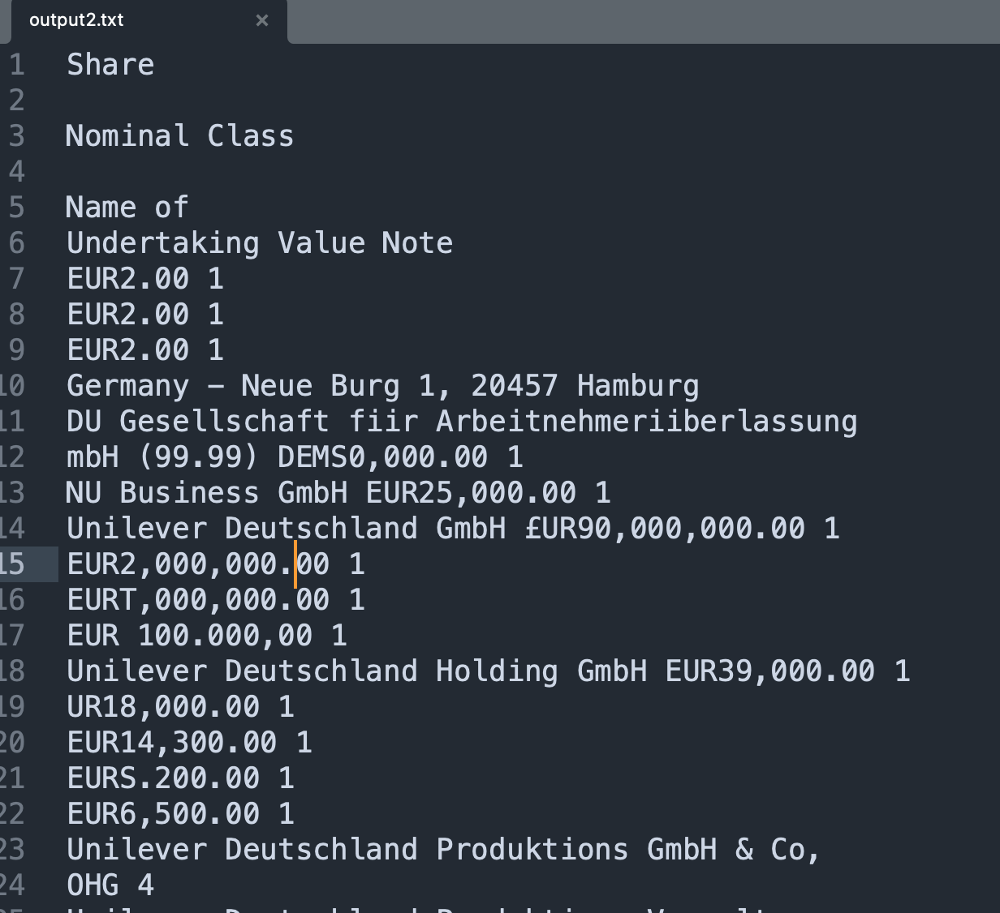 output2.txt ×
1 Share
2
3 Nominal Class
4
5 Name of
6 Undertaking Value Note
7 EUR2.00 1
8 EUR2.00 1
9 EUR2.00 1
10 Germany – Neue Burg 1, 20457 Hamburg
11 DU Gesellschaft fiir Arbeitnehmeriiberlassung
12 mbH (99.99) DEMS0,000.00 1
13 NU Business GmbH EUR25,000.00 1
14 Unilever Deutschland GmbH £UR90,000,000.00 1
15 EUR2,000,000.00 1
16 EURT,000,000.00 1
17 EUR 100.000,00 1
18 Unilever Deutschland Holding GmbH EUR39,000.00 1
19 UR18,000.00 1
20 EUR14,300.00 1
21 EURS.200.00 1
22 EUR6,500.00 1
23 Unilever Deutschland Produktions GmbH & Co,
24 OHG 4